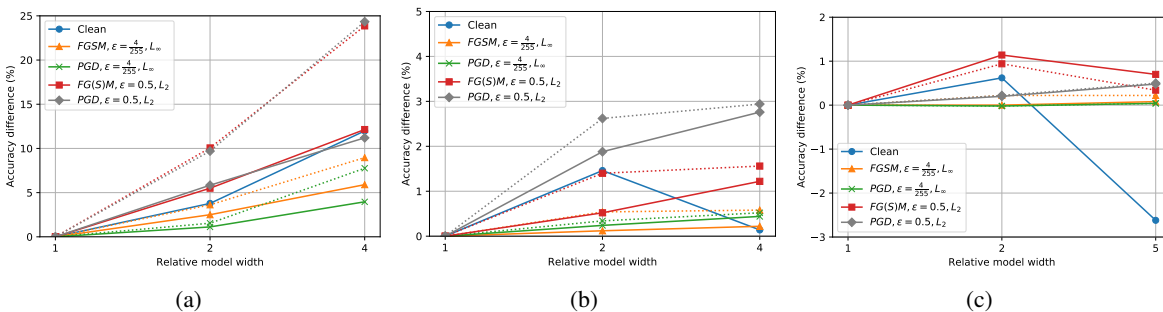 25
20
15
10
5
0
Accuracy difference (%)
Clean
FGSM, ε = 4/255, L∞
PGD, ε = 4/255, L∞
FG(S)M, ε = 0.5, L₂
PGD, ε = 0.5, L₂
1 2 4
Relative model width
(a)
5
4
3
2
1
0
Accuracy difference (%)
Clean
FGSM, ε = 4/255, L∞
PGD, ε = 4/255, L∞
FG(S)M, ε = 0.5, L₂
PGD, ε = 0.5, L₂
1 2 4
Relative model width
(b)
2
1
0
−1
−2
−3
Accuracy difference (%)
Clean
FGSM, ε = 4/255, L∞
PGD, ε = 4/255, L∞
FG(S)M, ε = 0.5, L₂
PGD, ε = 0.5, L₂
1 2 5
Relative model width
(c)